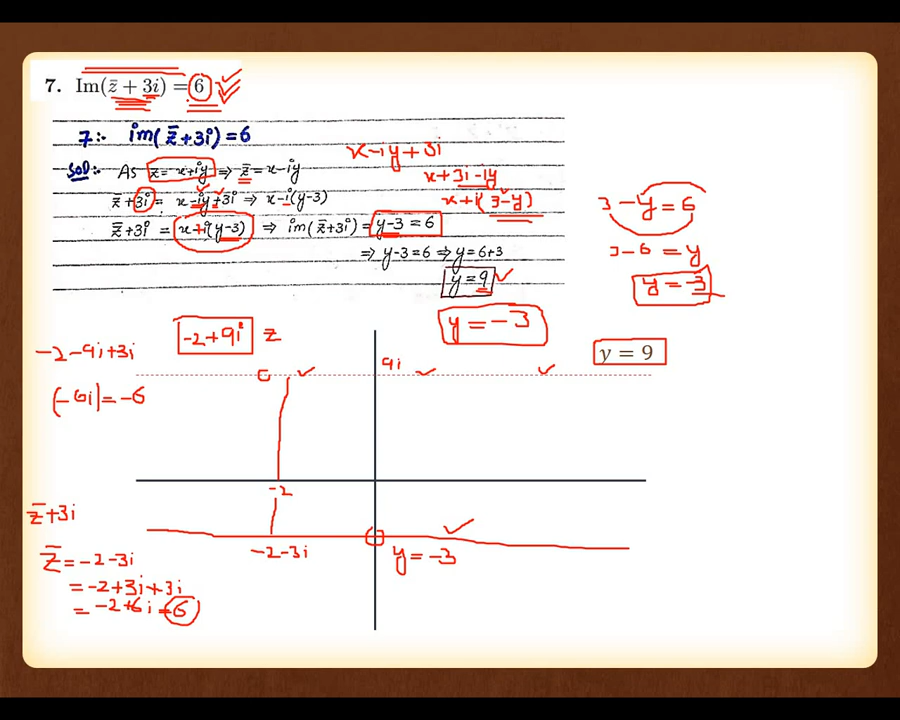 7. Im(z̄ + 3i) = 6
7:- im(z̄+3i)=6
Sol:- As z=x+iy ⇒ z̄ = x-iy
x-iy+3i
x+3i-iy
z̄+3i = x-iy+3i ⇒ x-i(y-3)
x+i(3-y)
3-y=6
z̄+3i = x+i(y-3) ⇒ im(z̄+3i)= y-3=6
3-6=y
⇒ y-3=6 ⇒ y=6+3
y=9
y=-3
y=-3
-2+9i z
y = 9
-2-9i+3i
9i
(-6i)=-6
-2
z̄+3i
-2-3i
y=-3
z̄=-2-3i
=-2+3i+3i
=-2+6i=6